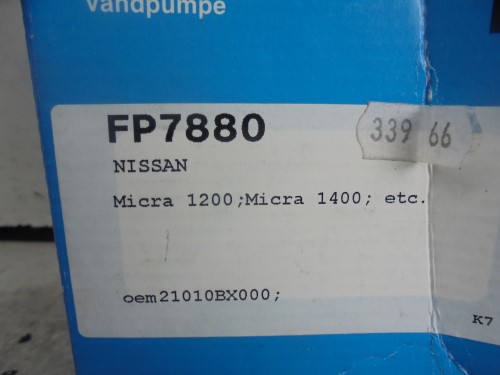 vandpumpe
FP7880
339 66
NISSAN
Micra 1200;Micra 1400; etc.
oem21010BX000;
K7